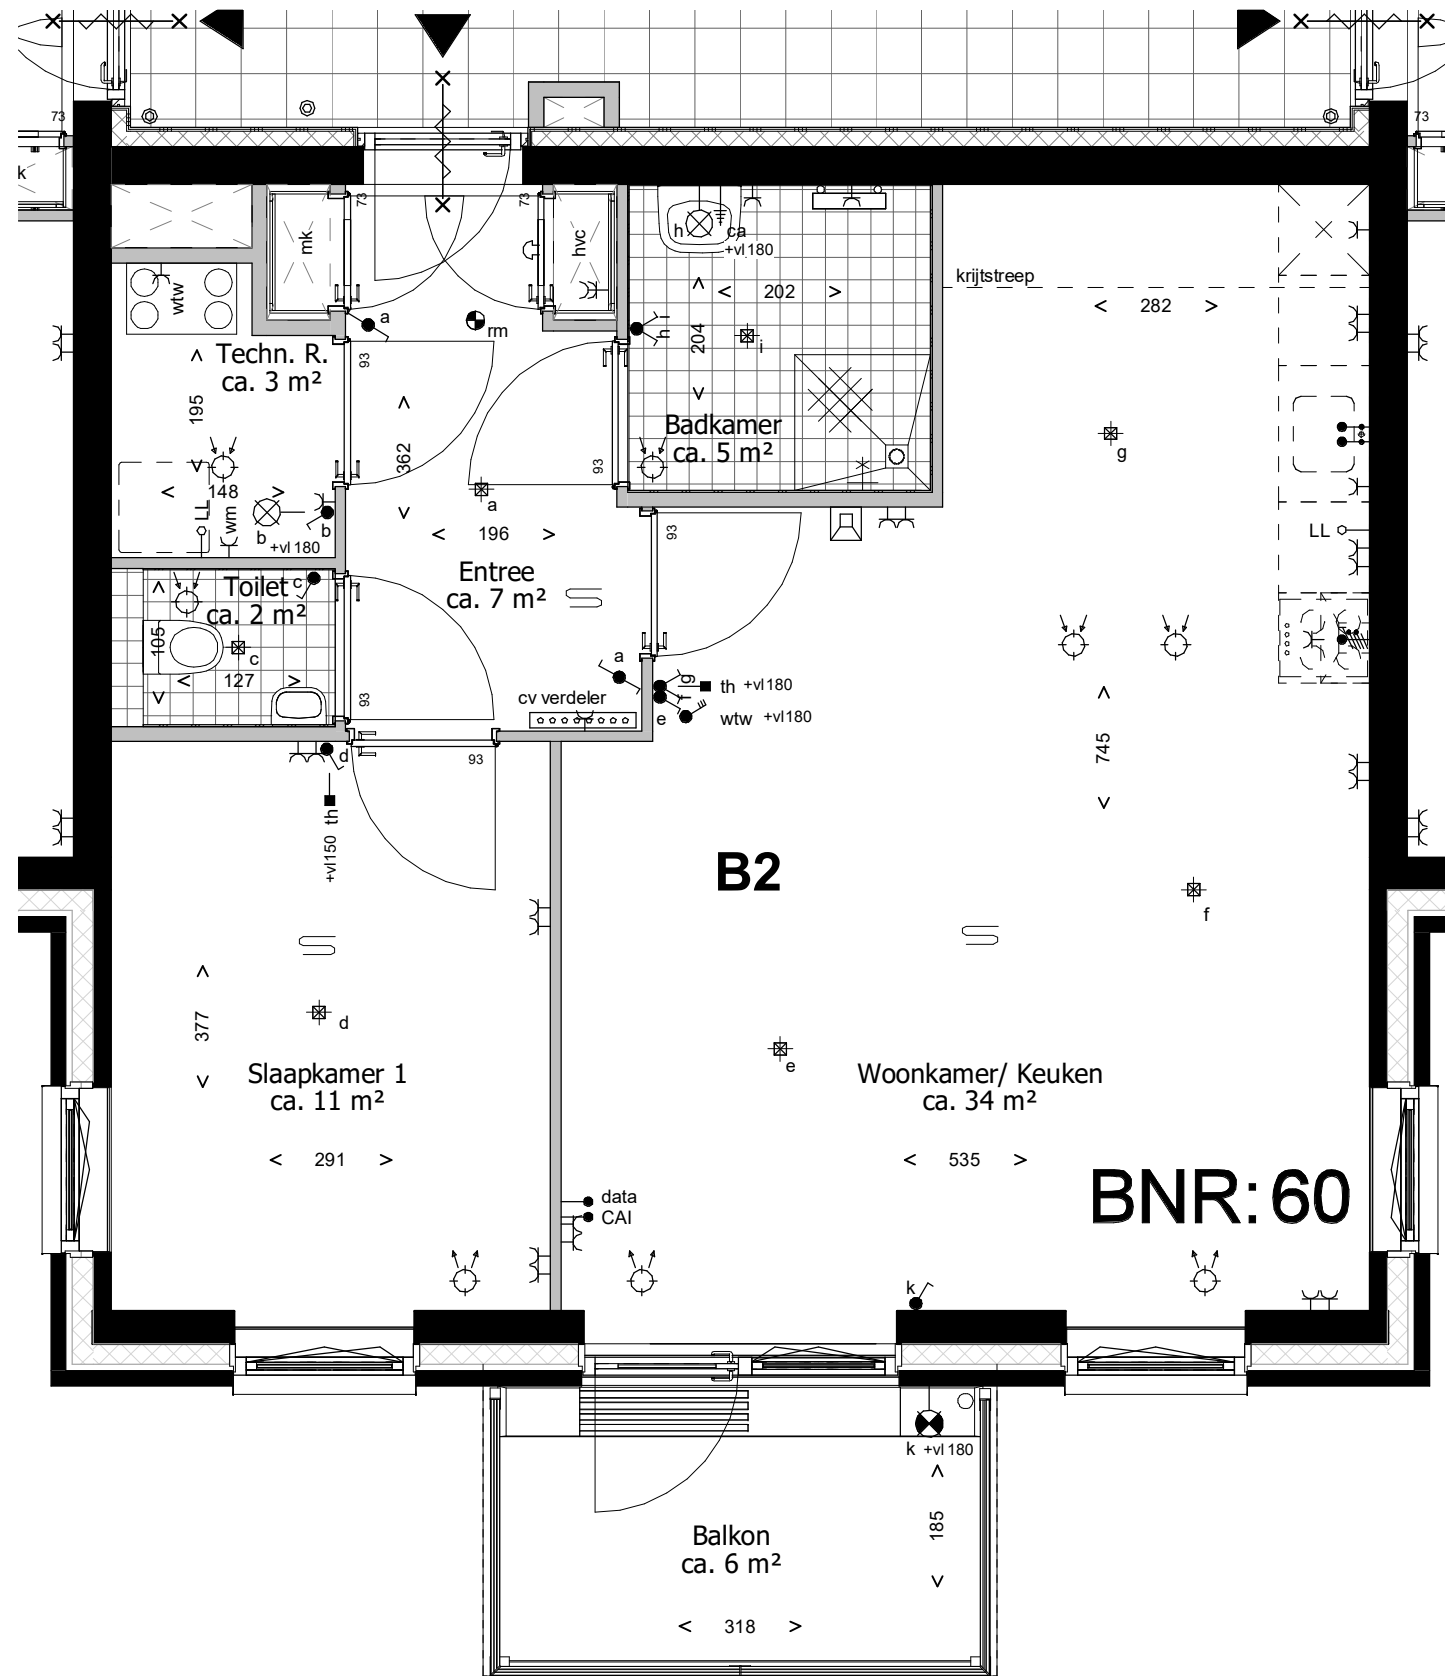 73
73
k
73
73
mk
hvc
h
ca
+vl 180
krijtstreep
wtw
a
rm
202
282
h
i
204
i
Techn. R.
ca. 3 m²
93
195
362
Badkamer
ca. 5 m²
g
93
148
a
LL
wm
b
b
+vl 180
196
93
LL
Entree
ca. 7 m²
Toilet
c
ca. 2 m²
105
c
127
93
a
g
th +vl180
f
e
wtw +vl180
cv verdeler
d
93
745
th
+vl150
B2
f
377
d
Slaapkamer 1
ca. 11 m²
e
Woonkamer/ Keuken
ca. 34 m²
291
535
data
CAI
BNR: 60
k
k +vl 180
185
Balkon
ca. 6 m²
318